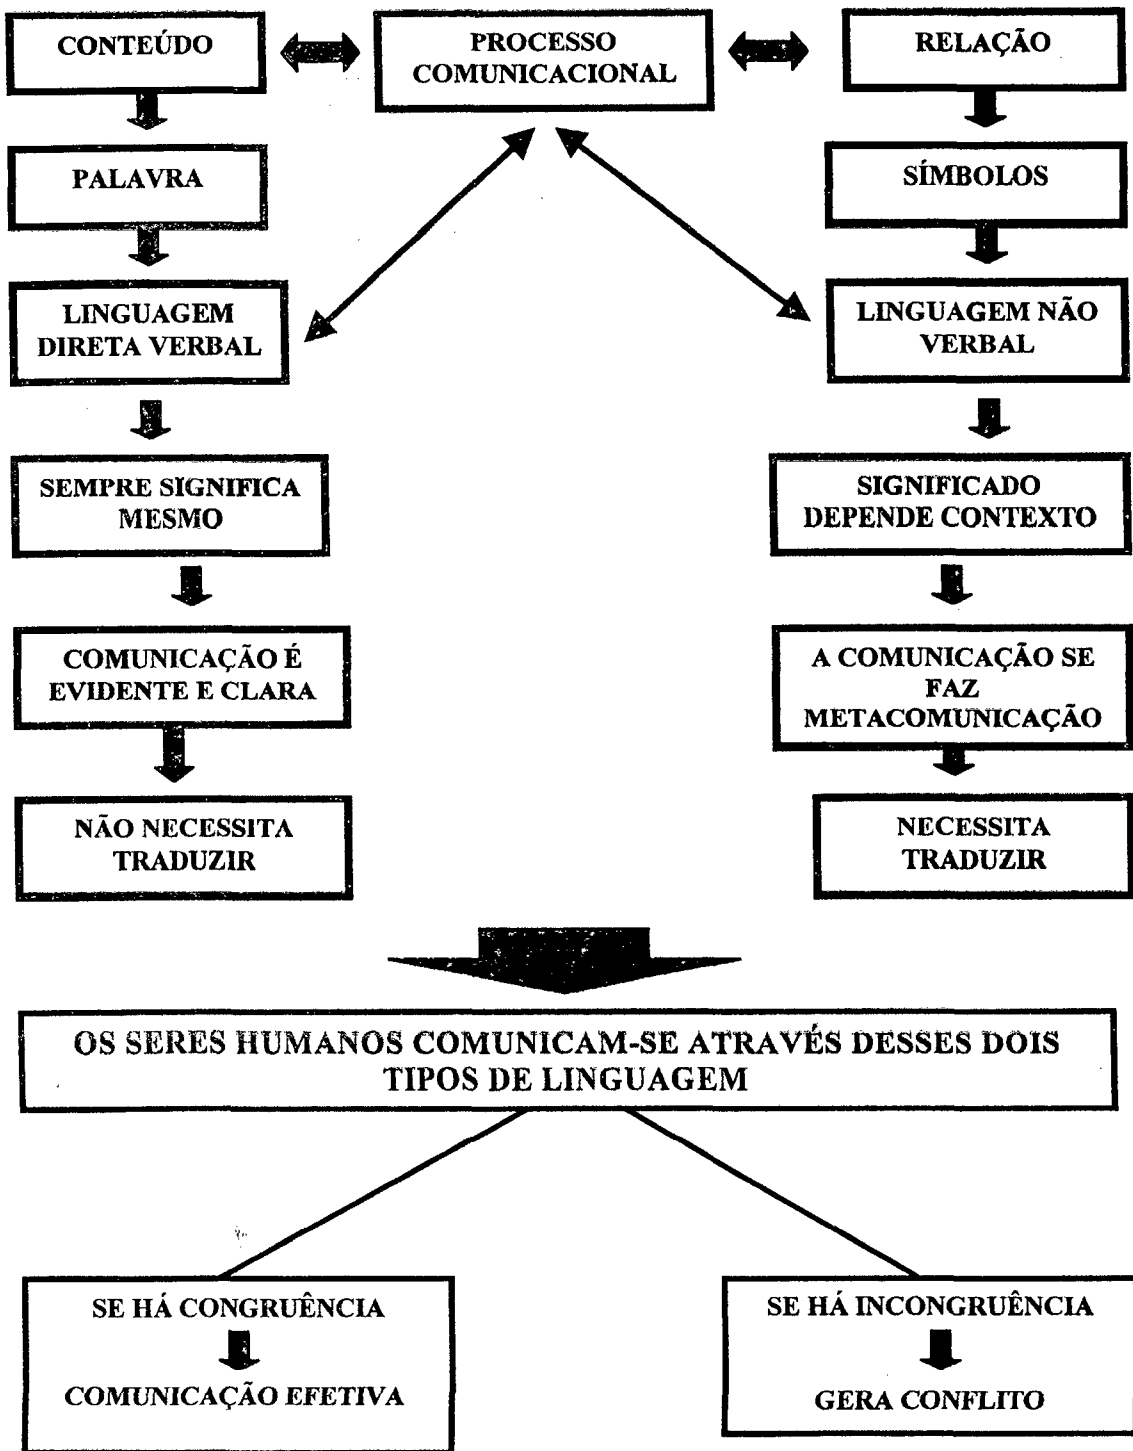 CONTEÚDO
PROCESSO
COMUNICACIONAL
RELAÇÃO
PALAVRA
SÍMBOLOS
LINGUAGEM
DIRETA VERBAL
LINGUAGEM NÃO
VERBAL
SEMPRE SIGNIFICA
MESMO
SIGNIFICADO
DEPENDE CONTEXTO
COMUNICAÇÃO É
EVIDENTE E CLARA
A COMUNICAÇÃO SE
FAZ
METACOMUNICAÇÃO
NÃO NECESSITA
TRADUZIR
NECESSITA
TRADUZIR
OS SERES HUMANOS COMUNICAM-SE ATRAVÉS DESSES DOIS
TIPOS DE LINGUAGEM
SE HÁ CONGRUÊNCIA
COMUNICAÇÃO EFETIVA
SE HÁ INCONGRUÊNCIA
GERA CONFLITO